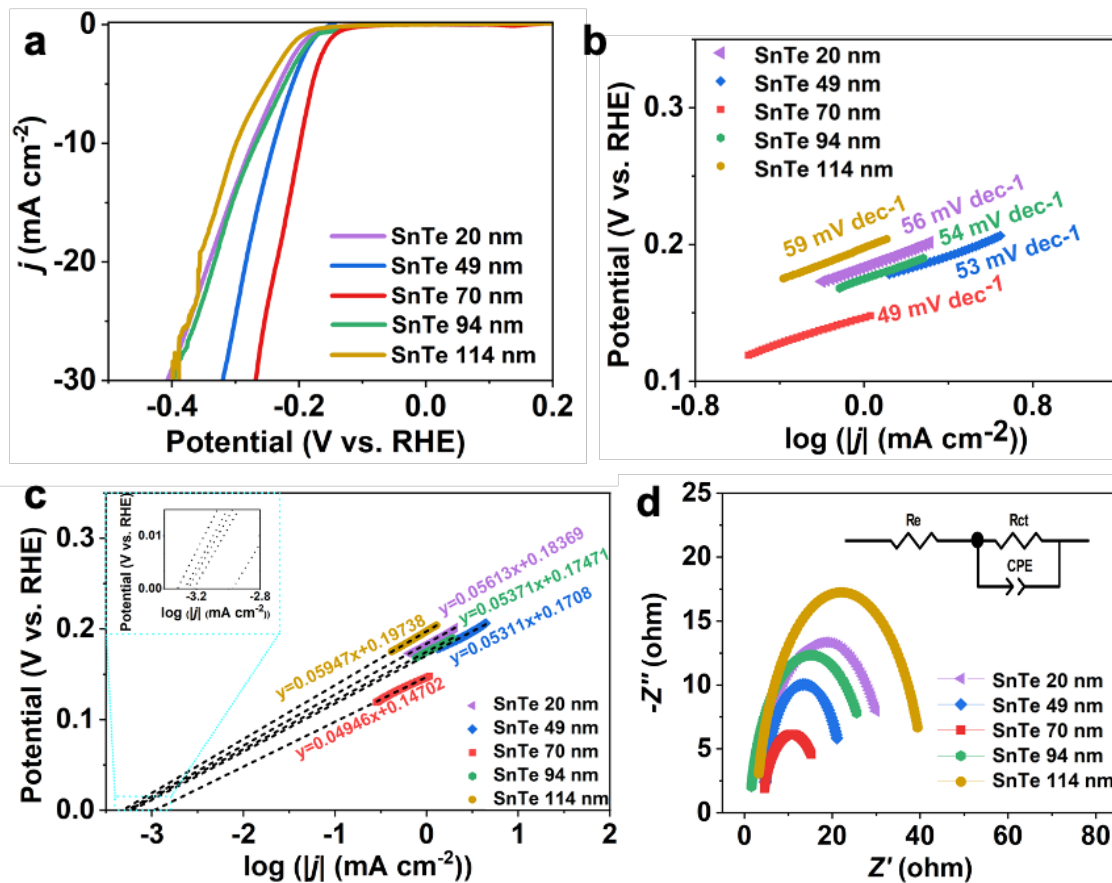 a
j (mA cm-2)
0
-10
-20
-30
-0.4
-0.2
0.0
0.2
Potential (V vs. RHE)
SnTe 20 nm
SnTe 49 nm
SnTe 70 nm
SnTe 94 nm
SnTe 114 nm
b
Potential (V vs. RHE)
0.3
0.2
0.1
-0.8
0.0
0.8
log (|j| (mA cm-2))
SnTe 20 nm
SnTe 49 nm
SnTe 70 nm
SnTe 94 nm
SnTe 114 nm
59 mV dec-1
56 mV dec-1
54 mV dec-1
53 mV dec-1
49 mV dec-1
c
Potential (V vs. RHE)
0.3
0.2
0.1
0.0
-3
-2
-1
0
1
2
log (|j| (mA cm-2))
Potential (V vs. RHE)
0.01
0.00
-3.2
-2.8
log (|j| (mA cm-2))
y=0.05613x+0.18369
y=0.05371x+0.17471
y=0.05311x+0.1708
y=0.05947x+0.19738
y=0.04946x+0.14702
SnTe 20 nm
SnTe 49 nm
SnTe 70 nm
SnTe 94 nm
SnTe 114 nm
d
-Z″ (ohm)
25
20
15
10
5
0
0
20
40
60
80
Z′ (ohm)
Re
Rct
CPE
SnTe 20 nm
SnTe 49 nm
SnTe 70 nm
SnTe 94 nm
SnTe 114 nm